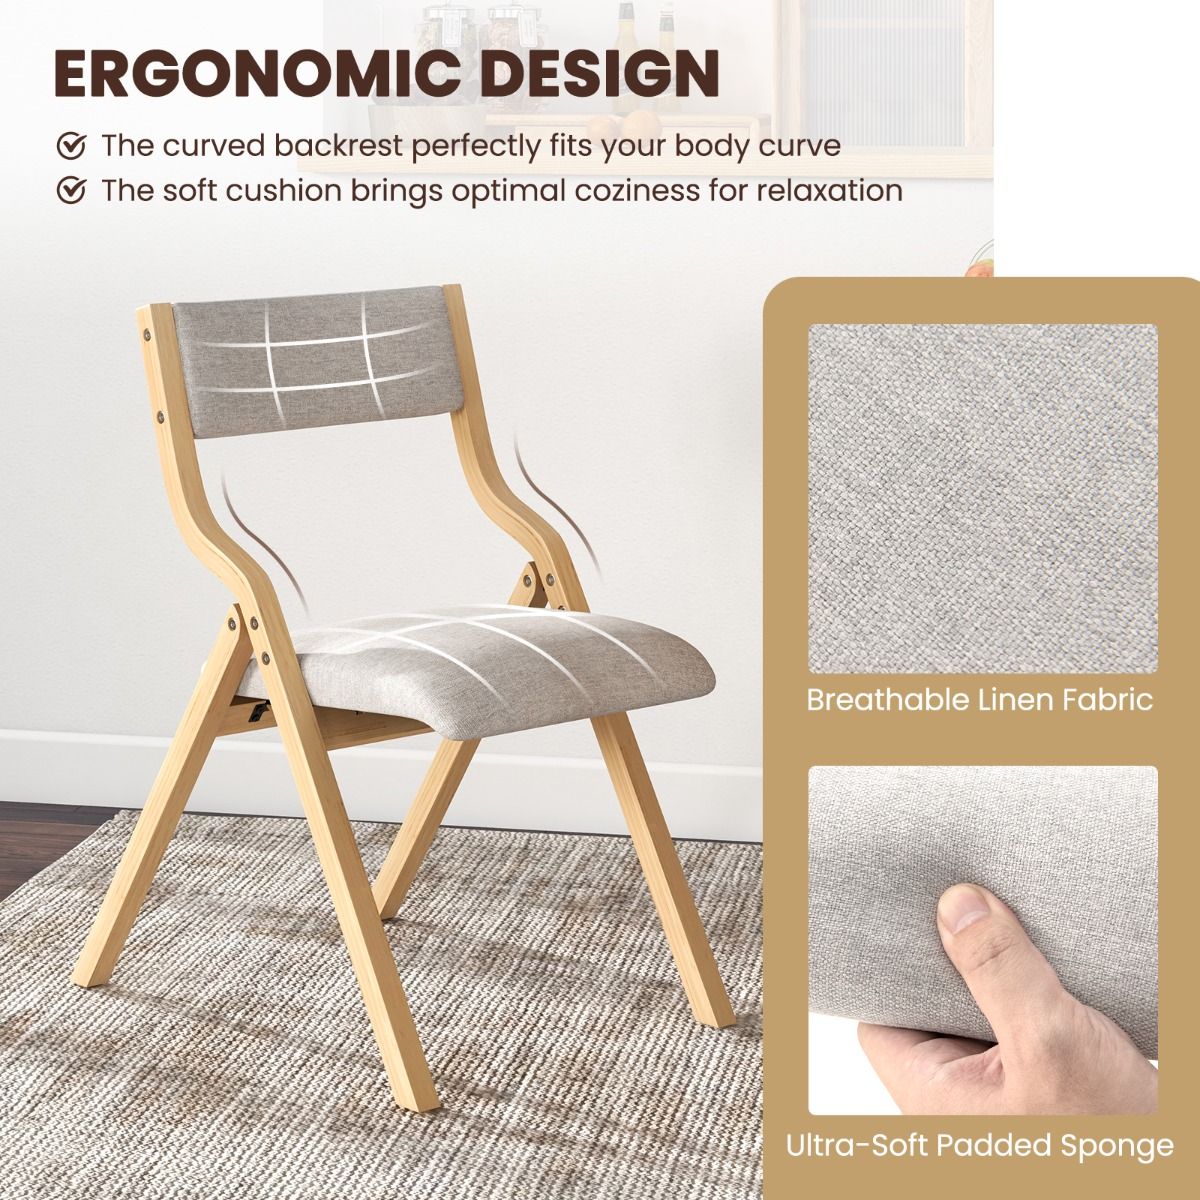 ERGONOMIC DESIGN
The curved backrest perfectly fits your body curve
The soft cushion brings optimal coziness for relaxation
Breathable Linen Fabric
Ultra-Soft Padded Sponge